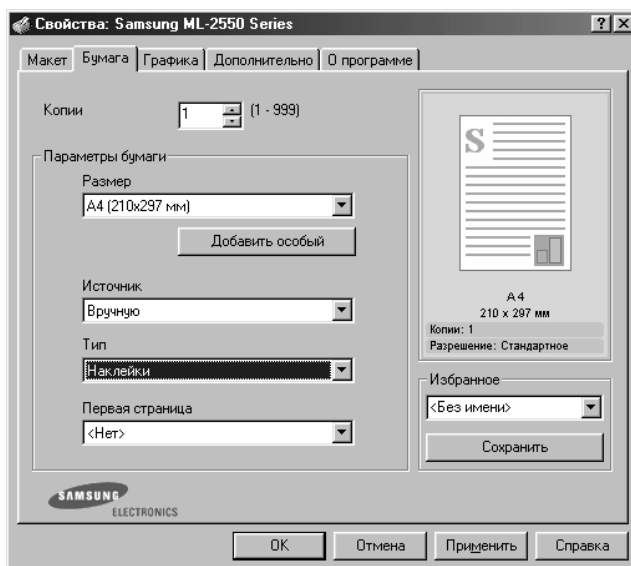 Свойства: Samsung ML-2550 Series
Макет Бумага Графика Дополнительно О программе
Копии 1 (1 - 999)
Параметры бумаги
Размер
A4 (210x297 мм)
Добавить особый
Источник
Вручную
Тип
Наклейки
Первая страница
<Нет>
S
A4
210 x 297 мм
Копии: 1
Разрешение: Стандартное
Избранное
<Без имени>
Сохранить
SAMSUNG
ELECTRONICS
OK Отмена Применить Справка